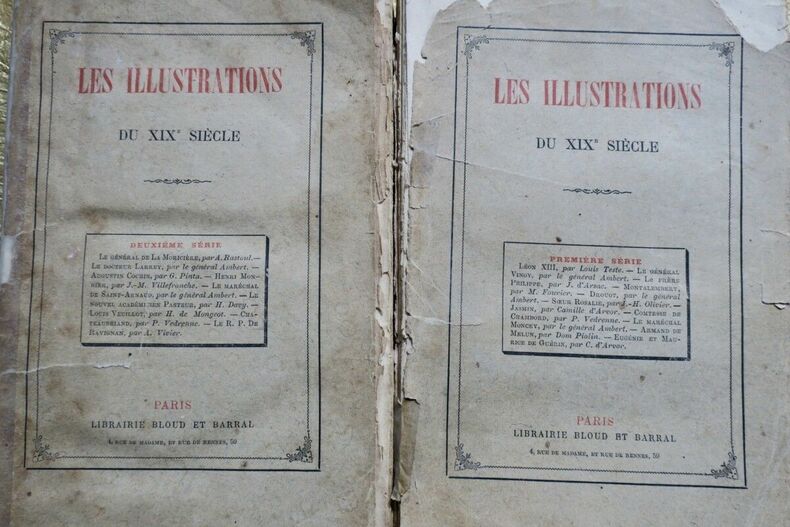 LES ILLUSTRATIONS
DU XIXE SIÈCLE
DEUXIÈME SÉRIE
LE GÉNÉRAL DE LA MORICIÈRE, par A. Rastoul. —
LE DOCTEUR LARREY, par le général Ambert. —
AUGUSTIN COCHIN, par G. Pinta. — HENRI MON-
NIER, par J.-M. Villefranche. — LE MARÉCHAL
DE SAINT-ARNAUD, par le général Ambert. — LE
NOUVEL ACADÉMICIEN PASTEUR, par H. Dary. —
LOUIS VEUILLOT, par H. de Mongeot. — CHA-
TEAUBRIAND, par P. Vedrenne. — LE R. P. DE
RAVIGNAN, par A. Vivier.
PARIS
LIBRAIRIE BLOUD ET BARRAL
4, RUE DE MADAME, ET RUE DE RENNES, 59
LES ILLUSTRATIONS
DU XIXE SIÈCLE
PREMIÈRE SÉRIE
LÉON XIII, par Louis Teste. — LE GÉNÉRAL
VINOY, par le général Ambert. — LE FRÈRE
PHILIPPE, par J. d'Arsac. — MONTALEMBERT,
par M. Fourier. — DROUOT, par le général
Ambert. — SŒUR ROSALIE, par J.-H. Olivier. —
JASMIN, par Camille d'Arvor. — COMTESSE DE
CHAMBORD, par P. Vedrenne. — LE MARÉCHAL
MONCEY, par le général Ambert. — ARMAND DE
MELUN, par Dom Piolin. — EUGÉNIE ET MAU-
RICE DE GUÉRIN, par C. d'Arvor.
PARIS
LIBRAIRIE BLOUD ET BARRAL
4, RUE DE MADAME, ET RUE DE RENNES, 59